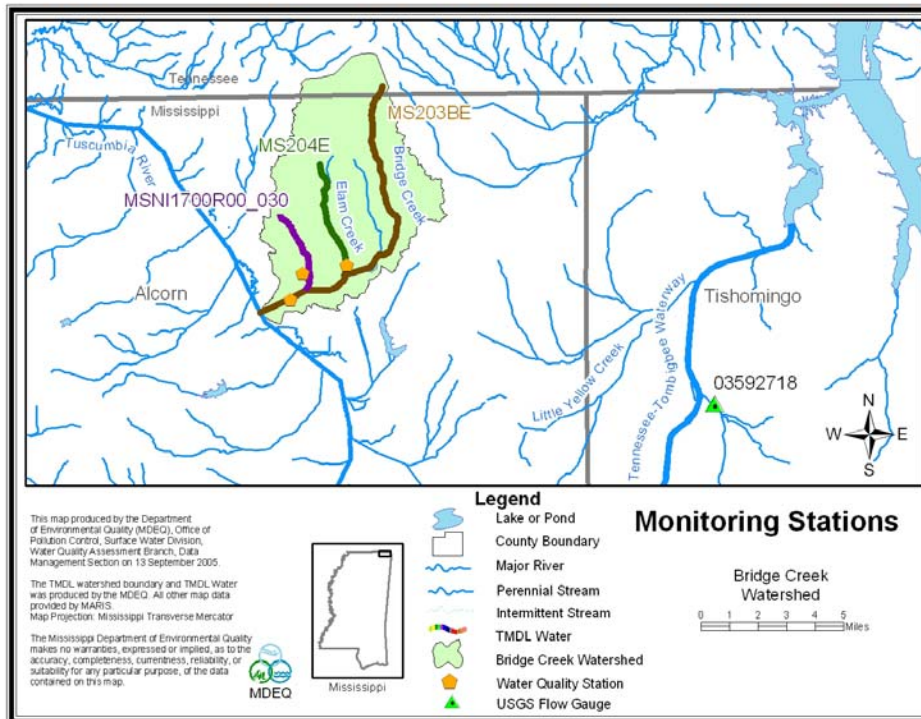 Tennessee
Mississippi
MS203BE
Tuscumbia
River
MS204E
Bridge Creek
Elam Creek
MSNI1700R00_030
Alcorn
Tishomingo
Tennessee-Tombigbee Waterway
Little Yellow Creek
03592718
N
W
E
S
This map produced by the Department
of Environmental Quality (MDEQ), Office of
Pollution Control, Surface Water Division,
Water Quality Assessment Branch, Data
Management Section on 13 September 2005.
The TMDL watershed boundary and TMDL Water
was produced by the MDEQ. All other map data
provided by MARIS.
Map Projection: Mississippi Transverse Mercator
The Mississippi Department of Environmental Quality
makes no warranties, expressed or implied, as to the
accuracy, completeness, currentness, reliability, or
suitability for any particular purpose, of the data
contained on this map.
MDEQ
Mississippi
Legend
Lake or Pond
County Boundary
Major River
Perennial Stream
Intermittent Stream
TMDL Water
Bridge Creek Watershed
Water Quality Station
USGS Flow Gauge
Monitoring Stations
Bridge Creek
Watershed
0 1 2 3 4 5
Miles